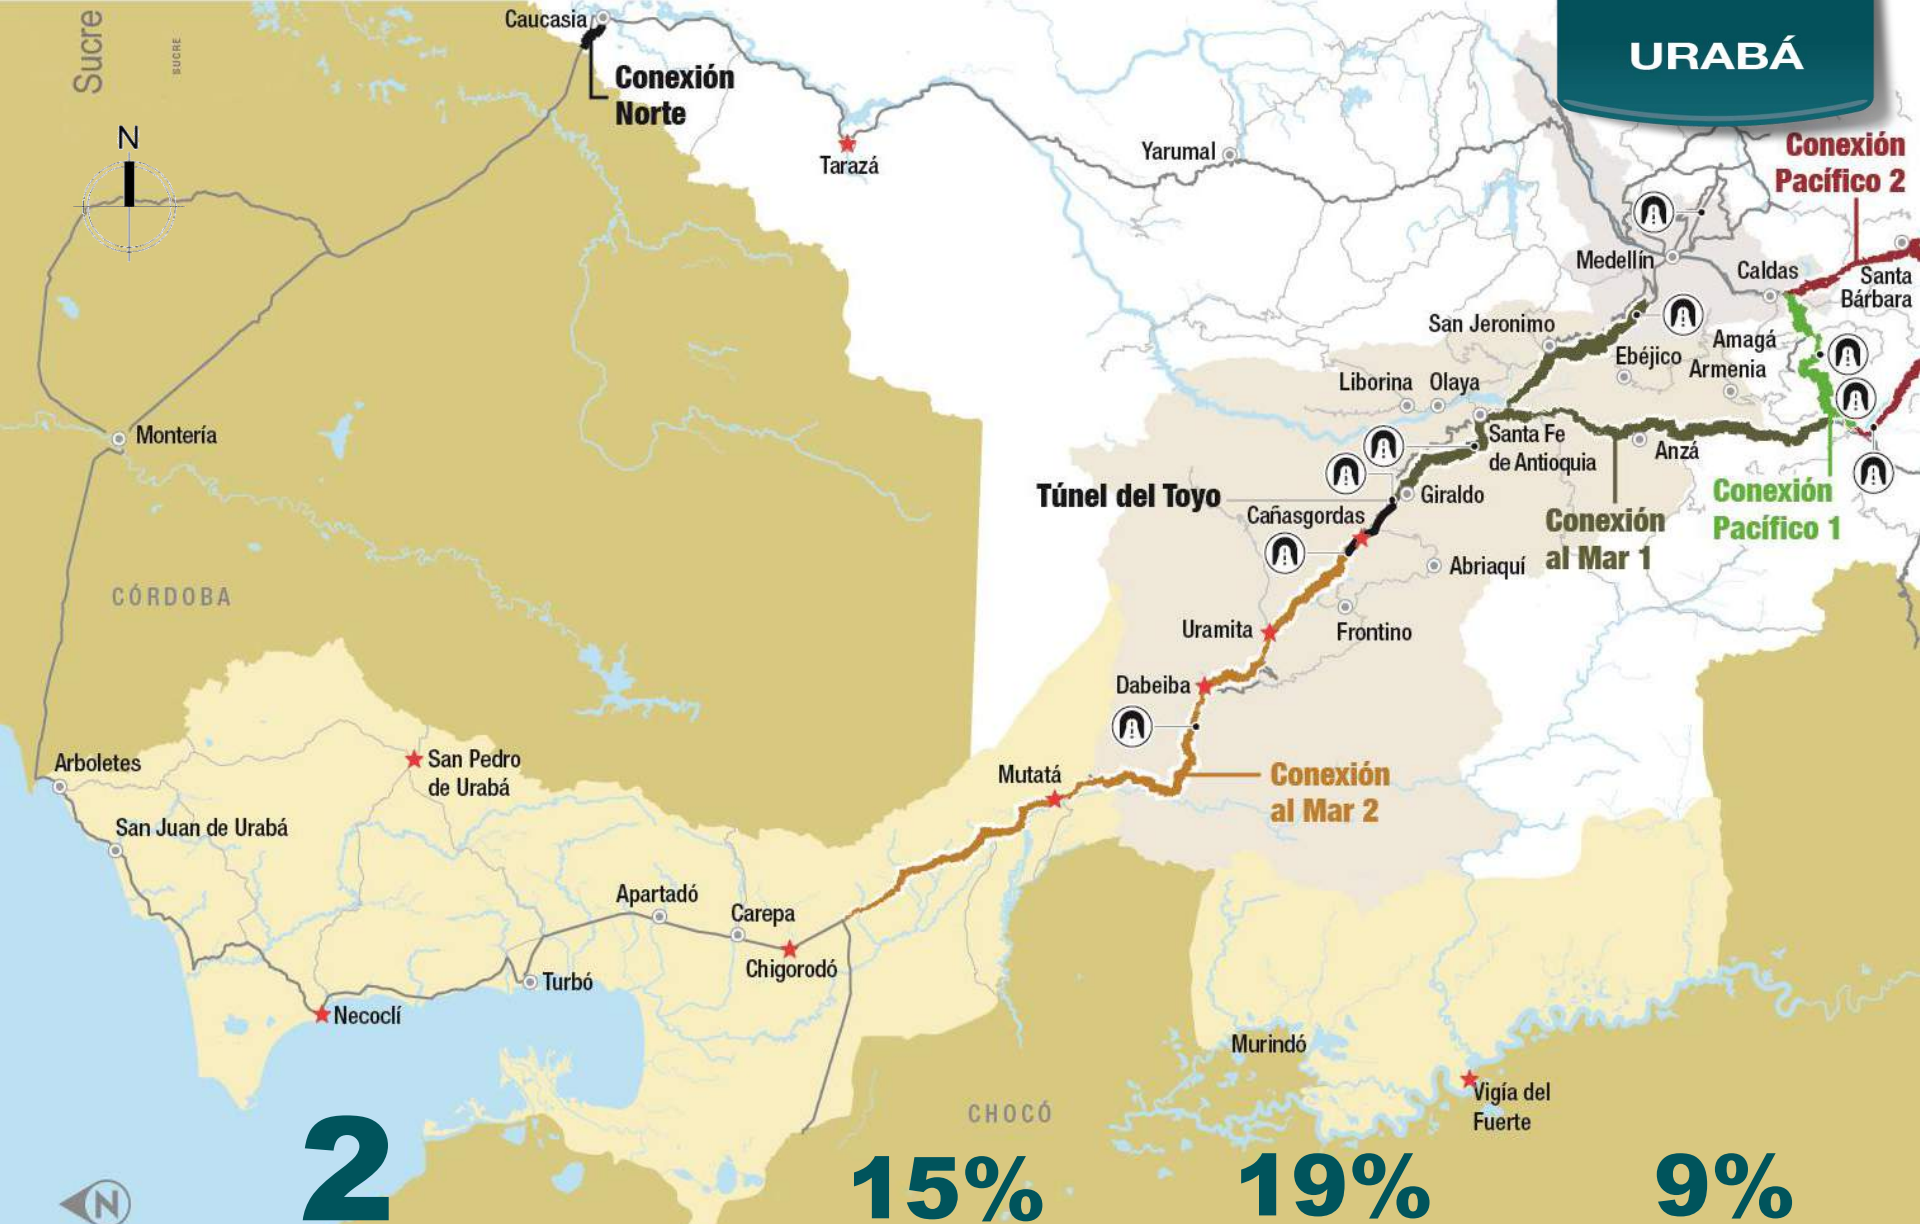 Sucre
SUCRE
URABÁ
Caucasia
Conexión
Norte
N
Tarazá
Yarumal
Conexión
Pacífico 2
Medellín
Caldas
Santa
Bárbara
San Jeronimo
Ebéjico
Amagá
Armenia
Liborina
Olaya
Montería
Santa Fe
de Antioquia
Anzá
Túnel del Toyo
Giraldo
Cañasgordas
Conexión
Pacífico 1
Conexión
al Mar 1
Abriaquí
CÓRDOBA
Uramita
Frontino
Dabeiba
Arboletes
San Pedro
de Urabá
Mutatá
Conexión
al Mar 2
San Juan de Urabá
Apartadó
Carepa
Chigorodó
Turbó
Necoclí
Murindó
Vigía del
Fuerte
CHOCÓ
N
2
15%
19%
9%